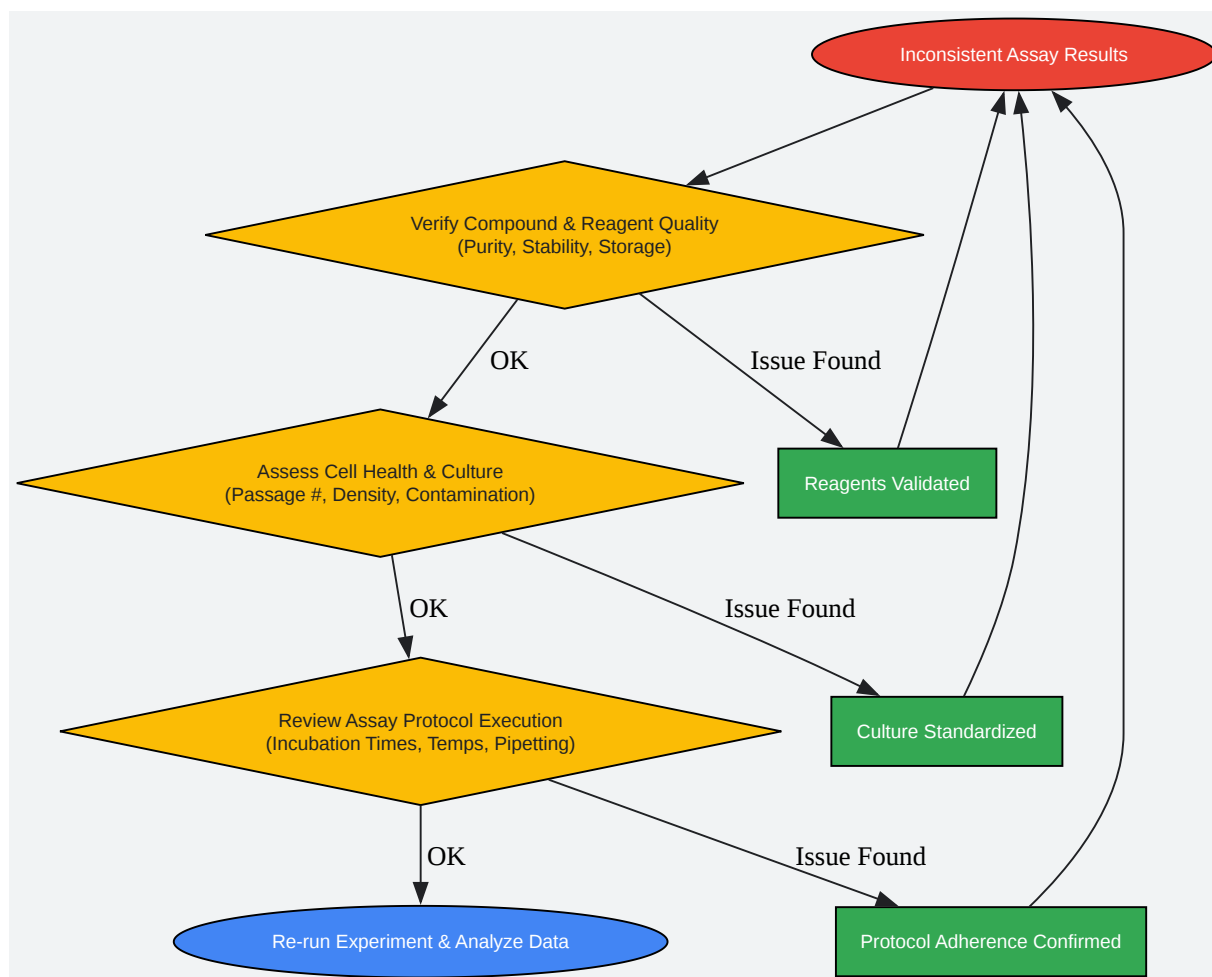 Inconsistent Assay Results
Verify Compound & Reagent Quality
(Purity, Stability, Storage)
OK
Issue Found
Assess Cell Health & Culture
(Passage #, Density, Contamination)
Reagents Validated
OK
Issue Found
Review Assay Protocol Execution
(Incubation Times, Temps, Pipetting)
Culture Standardized
OK
Issue Found
Re-run Experiment & Analyze Data
Protocol Adherence Confirmed